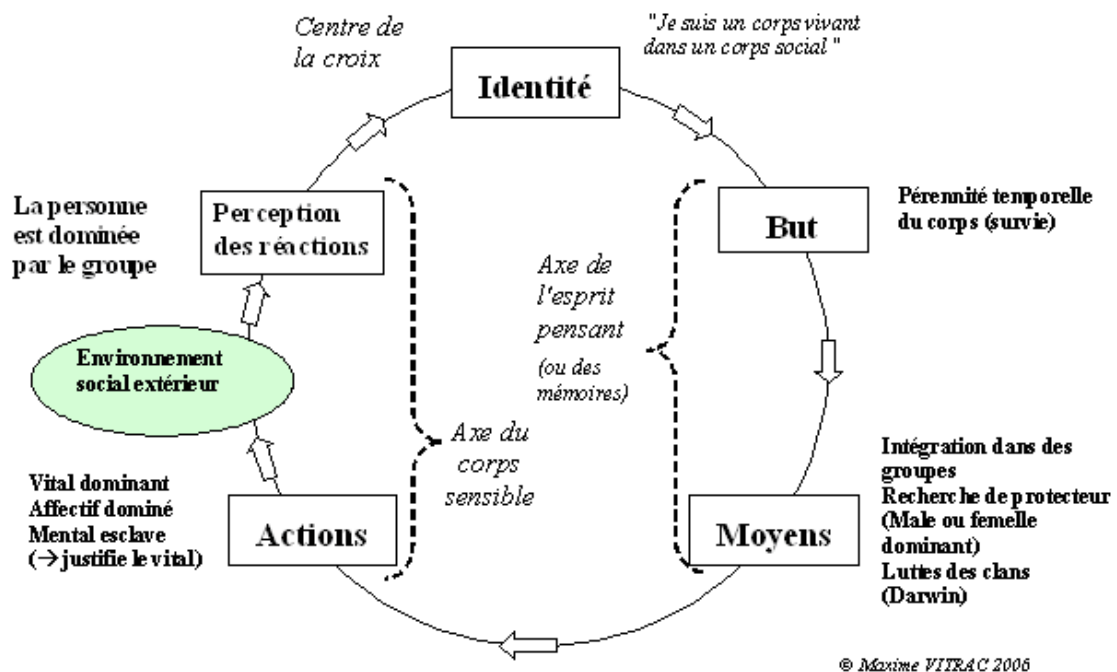 Centre de
la croix
Identité
"Je suis un corps vivant
dans un corps social "
La personne
est dominée
par le groupe
Perception
des réactions
But
Pérennité temporelle
du corps (survie)
Axe de
l'esprit
pensant
(ou des
mémoires)
Environnement
social extérieur
Axe du
corps
sensible
Vital dominant
Affectif dominé
Mental esclave
(→ justifie le vital)
Actions
Moyens
Intégration dans des
groupes
Recherche de protecteur
(Male ou femelle
dominant)
Luttes des clans
(Darwin)
© Maxime VITRAC 2006